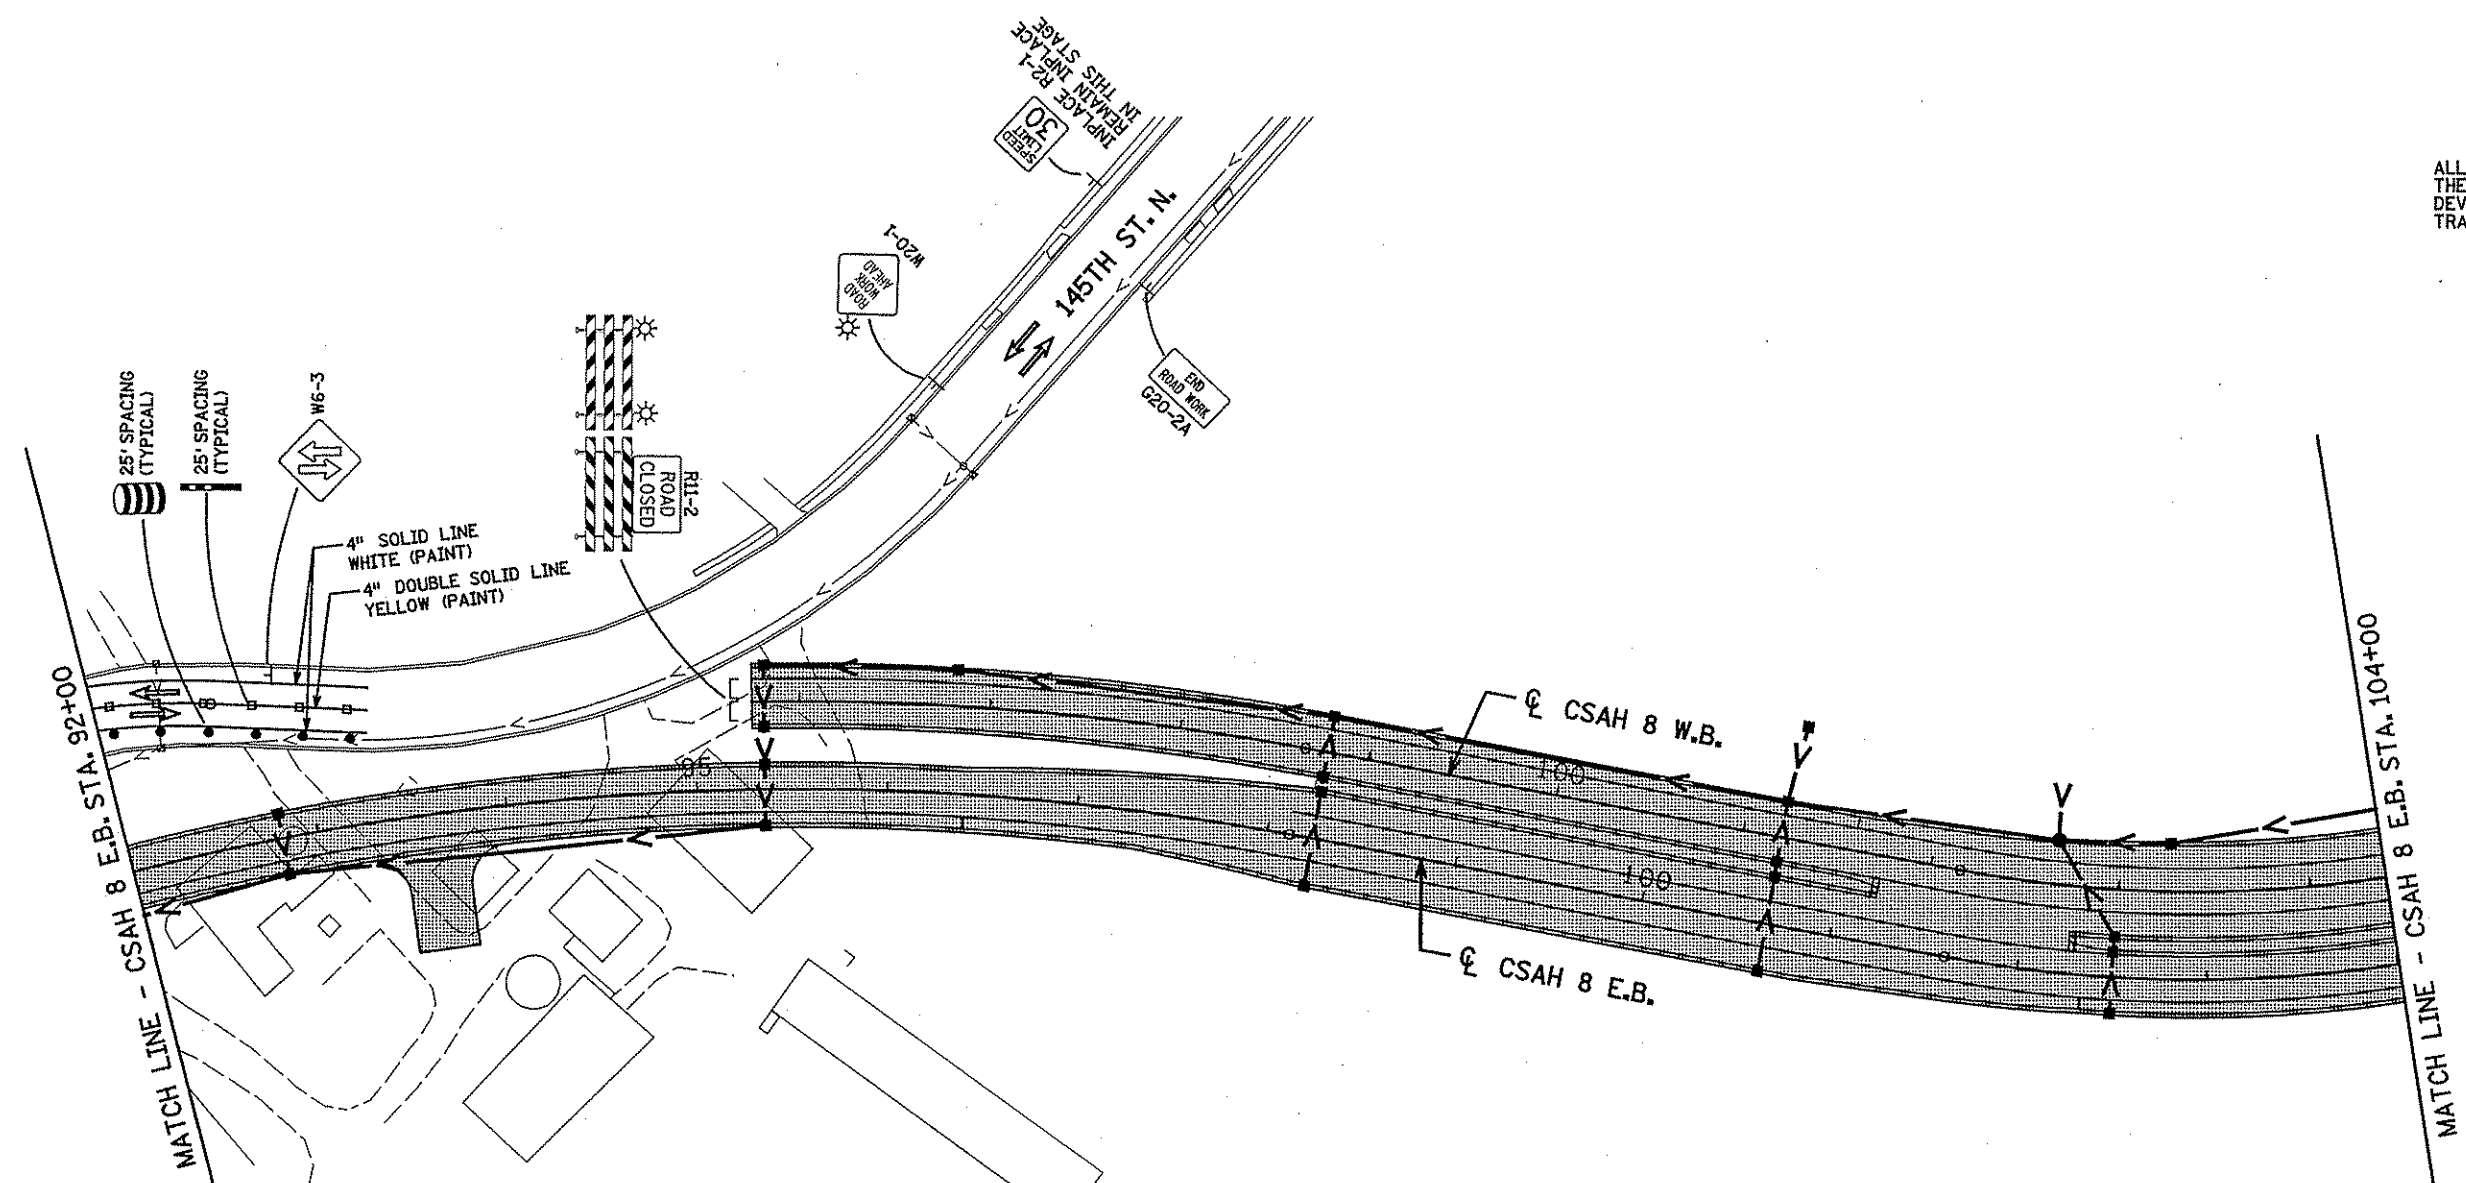 INPLACE R2-1
REMAIN INPLACE
IN THIS STAGE
SPEED
LIMIT
30
ALL
THE
DEV
TRA
145TH ST. N.
W20-1
ROAD
WORK
AHEAD
END
ROAD WORK
G20-2A
25' SPACING
(TYPICAL)
25' SPACING
(TYPICAL)
W6-3
R11-2
ROAD
CLOSED
4" SOLID LINE
WHITE (PAINT)
4" DOUBLE SOLID LINE
YELLOW (PAINT)
℄ CSAH 8 W.B.
95
100
100
℄ CSAH 8 E.B.
MATCH LINE - CSAH 8 E.B. STA. 92+00
MATCH LINE - CSAH 8 E.B. STA. 104+00